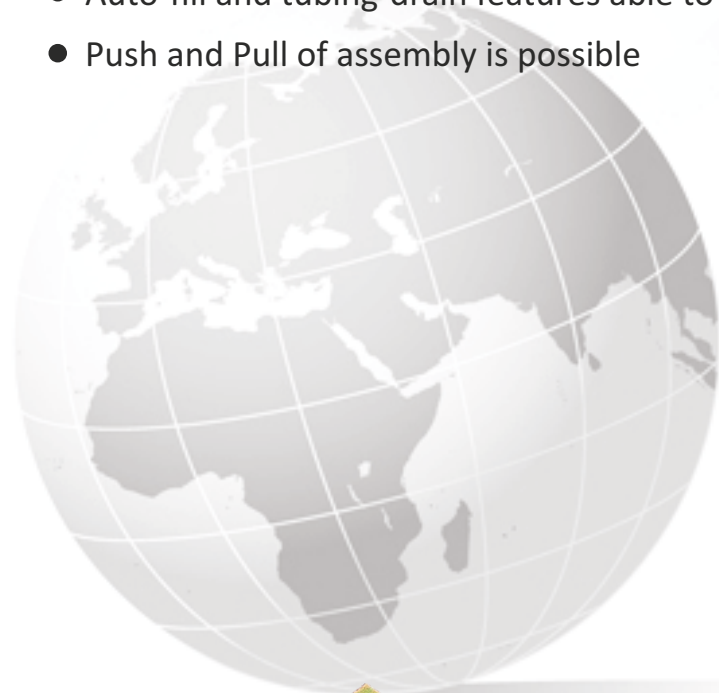 ● Auto-fill and tubing-drain features able to
● Push and Pull of assembly is possible